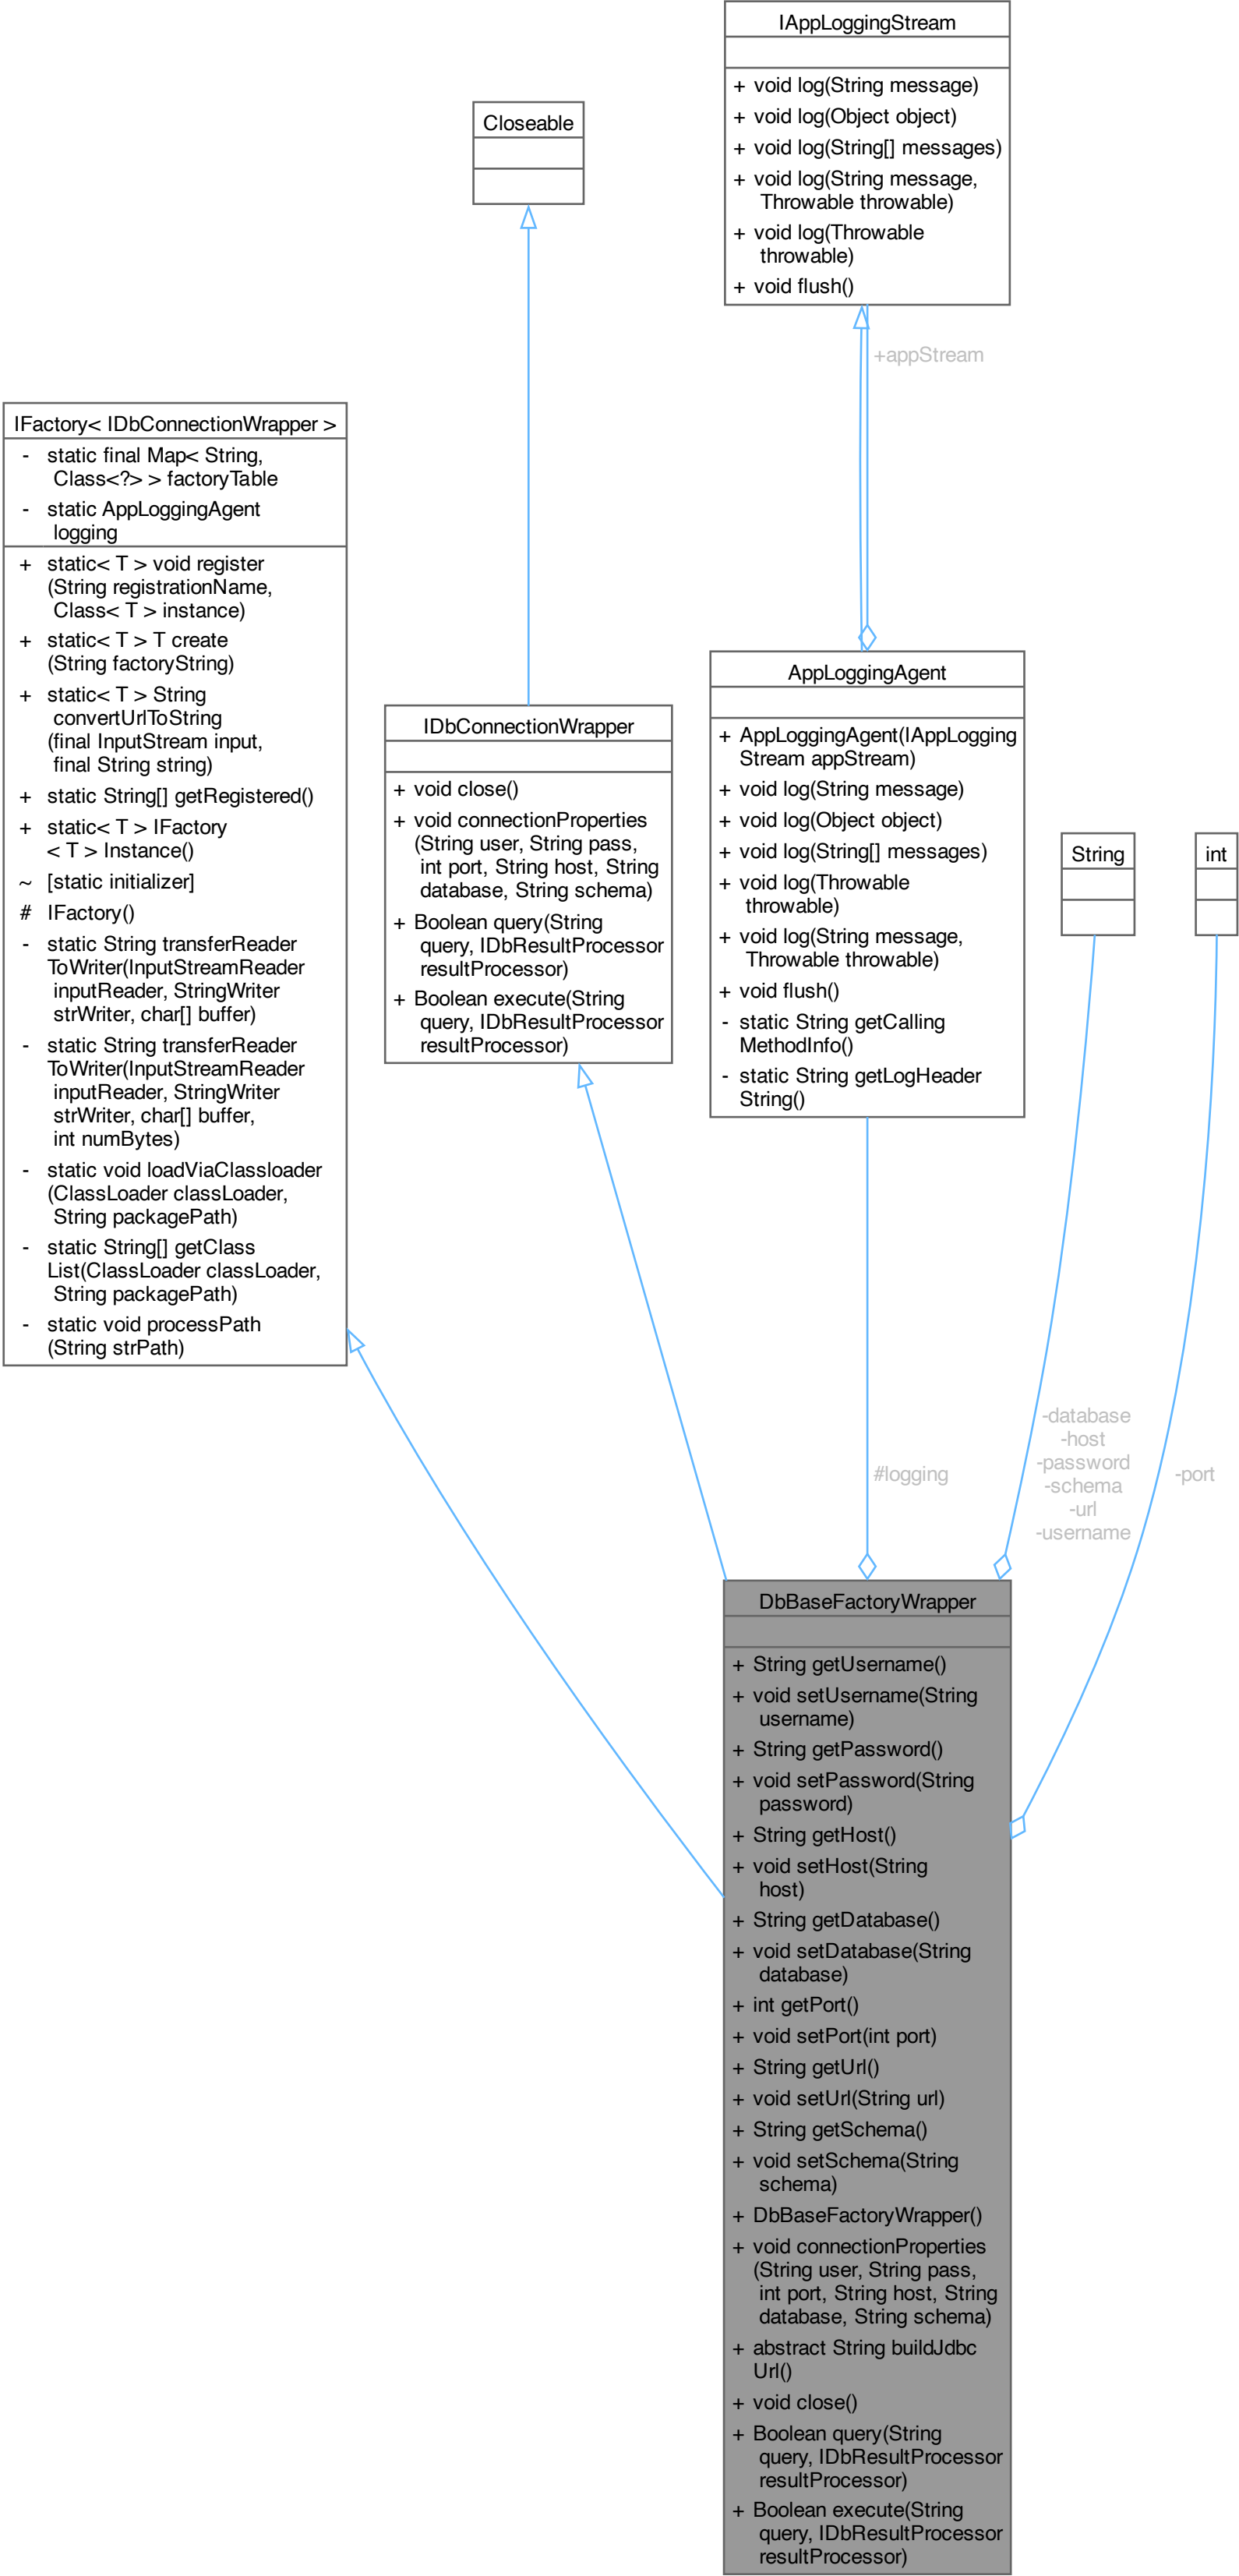 IAppLoggingStream
+ void log(String message)
+ void log(Object object)
+ void log(String[] messages)
+ void log(String message,
Throwable throwable)
+ void log(Throwable
throwable)
+ void flush()
Closeable
+appStream
IFactory< IDbConnectionWrapper >
- static final Map< String,
Class<?> > factoryTable
- static AppLoggingAgent
logging
+ static< T > void register
(String registrationName,
Class< T > instance)
+ static< T > T create
(String factoryString)
+ static< T > String
convertUrlToString
(final InputStream input,
final String string)
+ static String[] getRegistered()
+ static< T > IFactory
< T > Instance()
~ [static initializer]
# IFactory()
- static String transferReader
ToWriter(InputStreamReader
inputReader, StringWriter
strWriter, char[] buffer)
- static String transferReader
ToWriter(InputStreamReader
inputReader, StringWriter
strWriter, char[] buffer,
int numBytes)
- static void loadViaClassloader
(ClassLoader classLoader,
String packagePath)
- static String[] getClass
List(ClassLoader classLoader,
String packagePath)
- static void processPath
(String strPath)
IDbConnectionWrapper
+ void close()
+ void connectionProperties
(String user, String pass,
int port, String host, String
database, String schema)
+ Boolean query(String
query, IDbResultProcessor
resultProcessor)
+ Boolean execute(String
query, IDbResultProcessor
resultProcessor)
AppLoggingAgent
+ AppLoggingAgent(IAppLogging
Stream appStream)
+ void log(String message)
+ void log(Object object)
+ void log(String[] messages)
+ void log(Throwable
throwable)
+ void log(String message,
Throwable throwable)
+ void flush()
- static String getCalling
MethodInfo()
- static String getLogHeader
String()
String
int
#logging
-database
-host
-password
-schema
-url
-username
-port
DbBaseFactoryWrapper
+ String getUsername()
+ void setUsername(String
username)
+ String getPassword()
+ void setPassword(String
password)
+ String getHost()
+ void setHost(String
host)
+ String getDatabase()
+ void setDatabase(String
database)
+ int getPort()
+ void setPort(int port)
+ String getUrl()
+ void setUrl(String url)
+ String getSchema()
+ void setSchema(String
schema)
+ DbBaseFactoryWrapper()
+ void connectionProperties
(String user, String pass,
int port, String host, String
database, String schema)
+ abstract String buildJdbc
Url()
+ void close()
+ Boolean query(String
query, IDbResultProcessor
resultProcessor)
+ Boolean execute(String
query, IDbResultProcessor
resultProcessor)